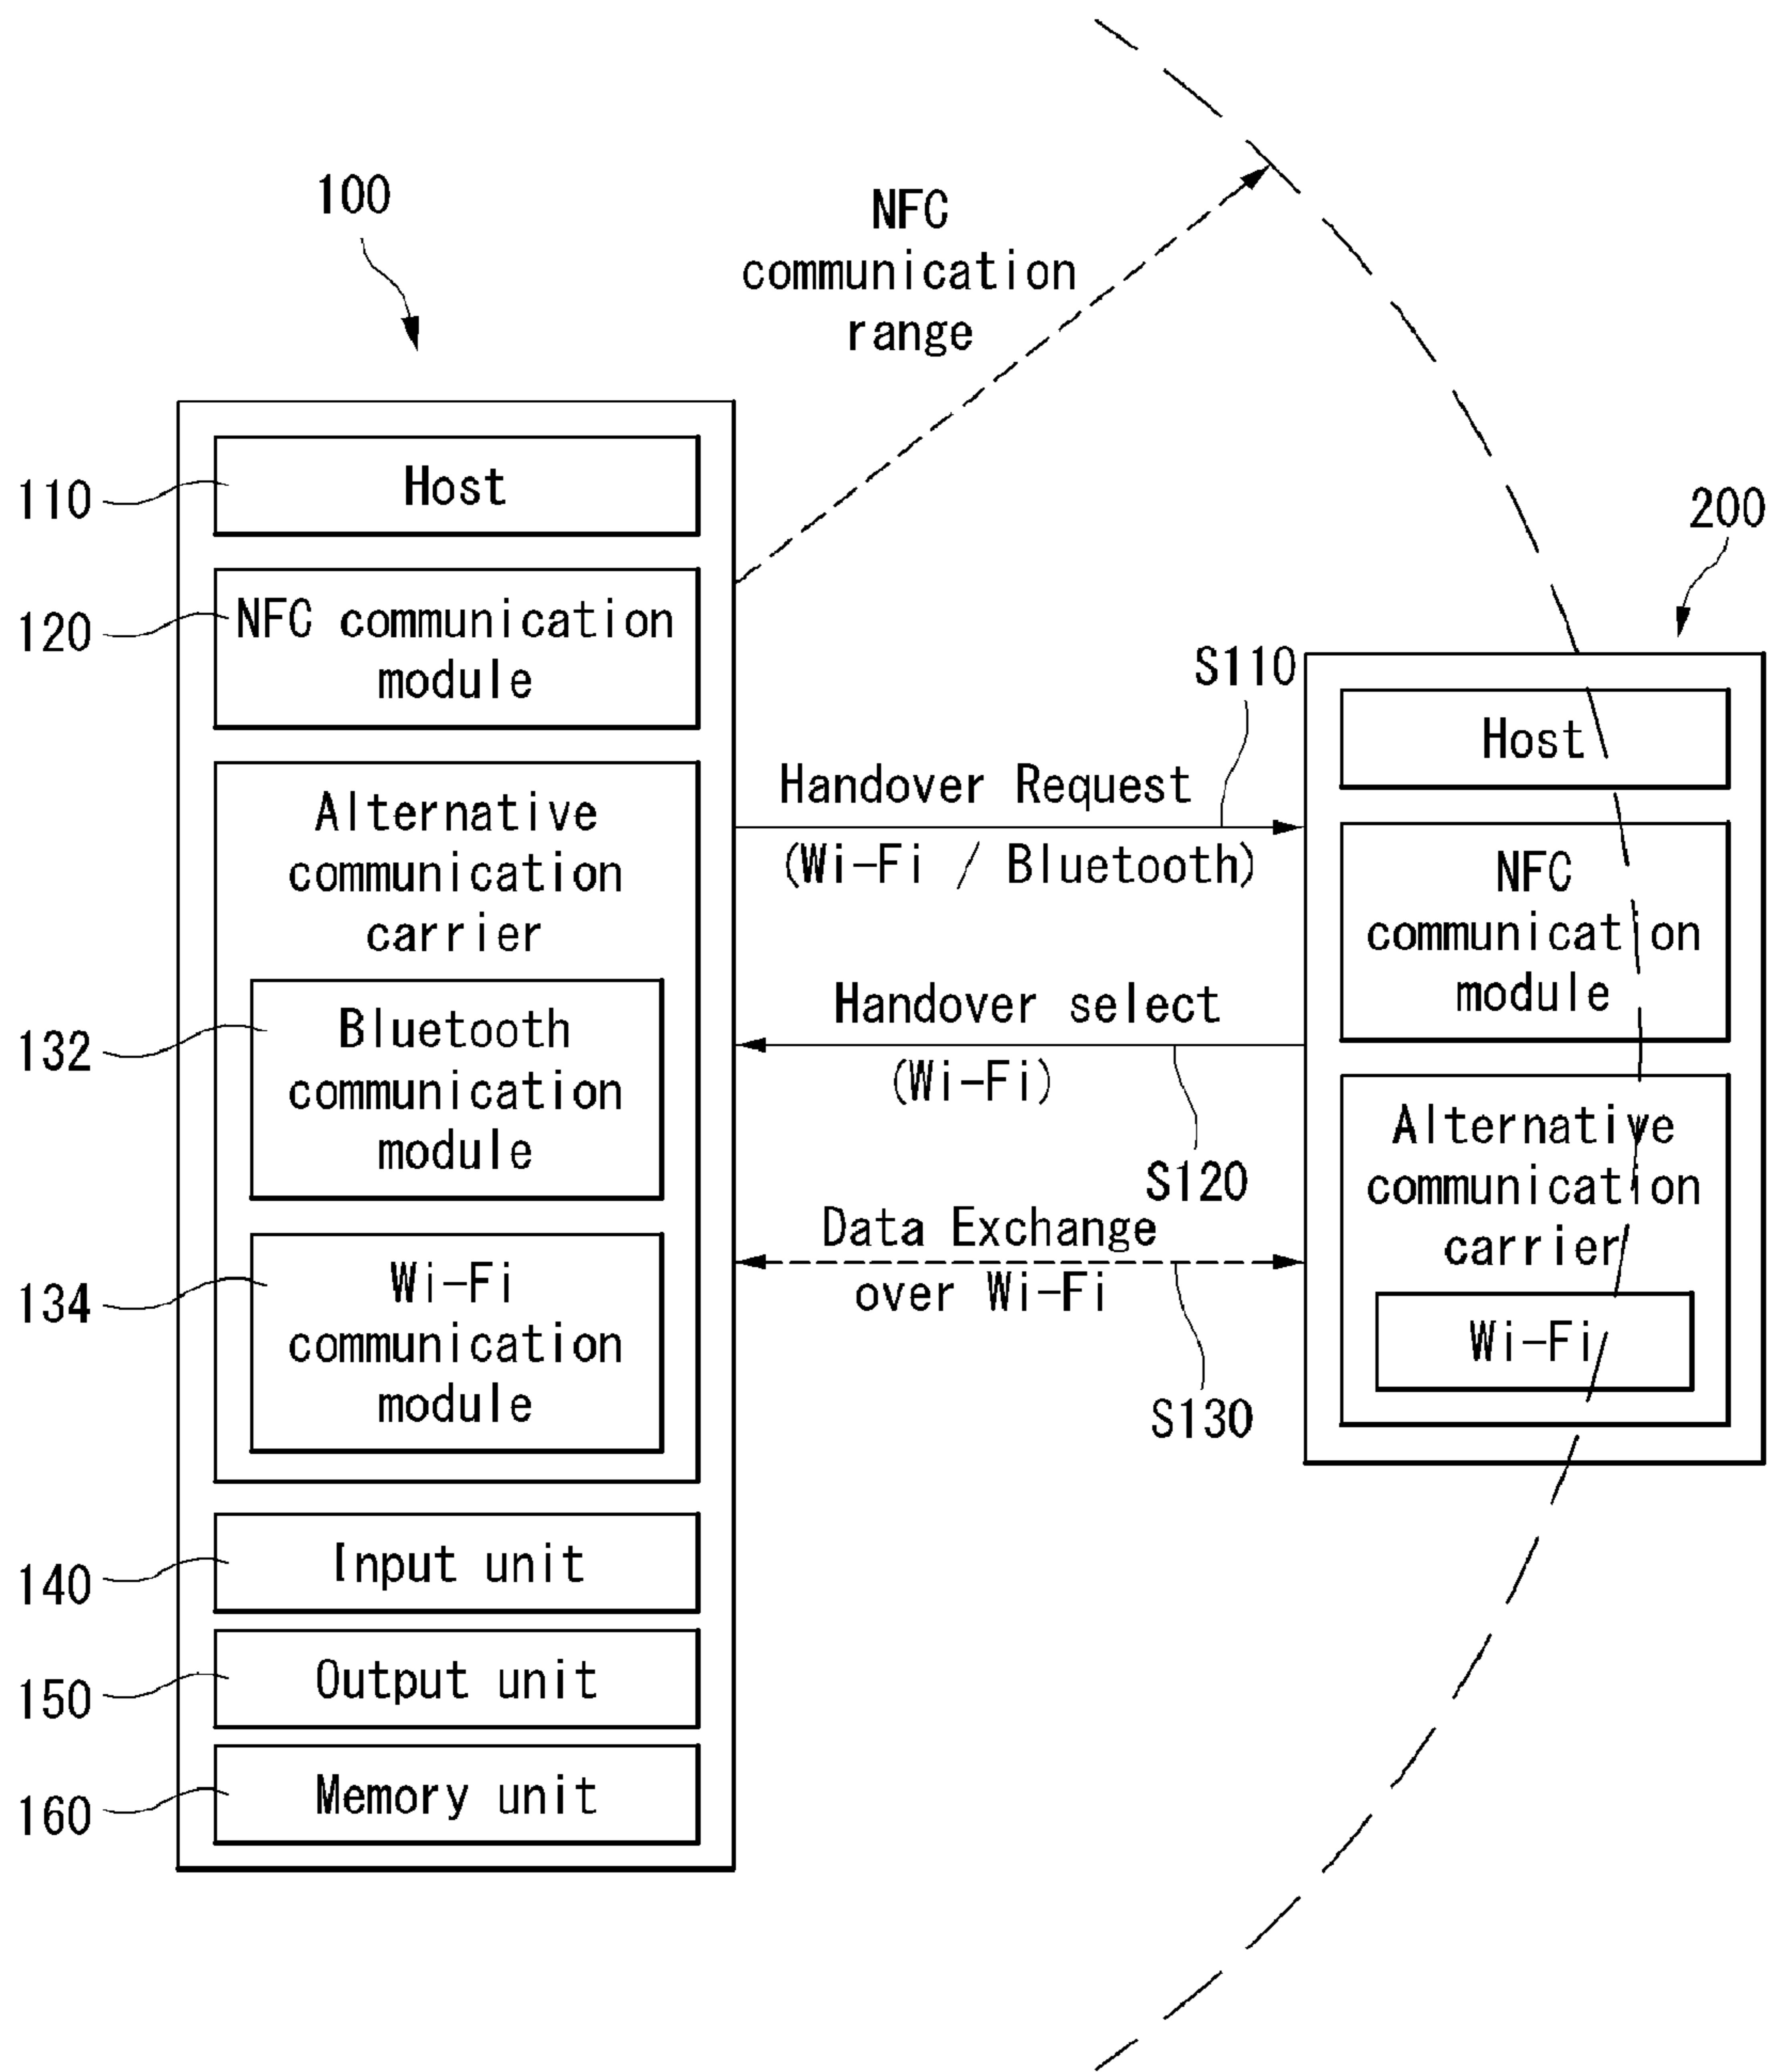 100
NFC
communication
range
110
Host
200
120
NFC communication
module
S110
Host
Handover Request
(Wi-Fi / Bluetooth)
Alternative
communication
carrier
NFC
communication
module
132
Bluetooth
communication
module
Handover select
(Wi-Fi)
S120
Alternative
communication
carrier
Wi-Fi
Data Exchange
over Wi-Fi
S130
134
Wi-Fi
communication
module
140
Input unit
150
Output unit
160
Memory unit